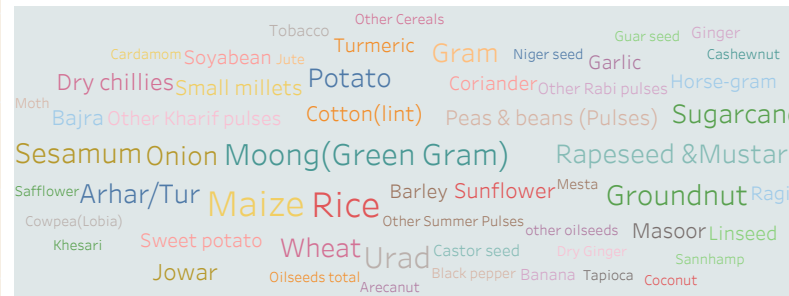 Other Cereals
Tobacco
Ginger
Guar seed
Turmeric
Cardamom Soyabean Jute
Gram
Niger seed
Garlic
Cashewnut
Dry chillies
Small millets
Potato
Coriander
Other Rabi pulses
Horse-gram
Moth
Bajra
Other Kharif pulses
Cotton(lint)
Peas & beans (Pulses)
Sugarcan
Sesamum
Onion
Moong(Green Gram)
Rapeseed &Mustar
Safflower
Arhar/Tur
Maize
Rice
Barley
Sunflower
Mesta
Groundnut
Ragi
Cowpea(Lobia)
Other Summer Pulses
other oilseeds
Masoor
Linseed
Khesari
Sweet potato
Wheat
Urad
Castor seed
Dry Ginger
Sannhamp
Jowar
Oilseeds total
Arecanut
Black pepper
Banana
Tapioca
Coconut